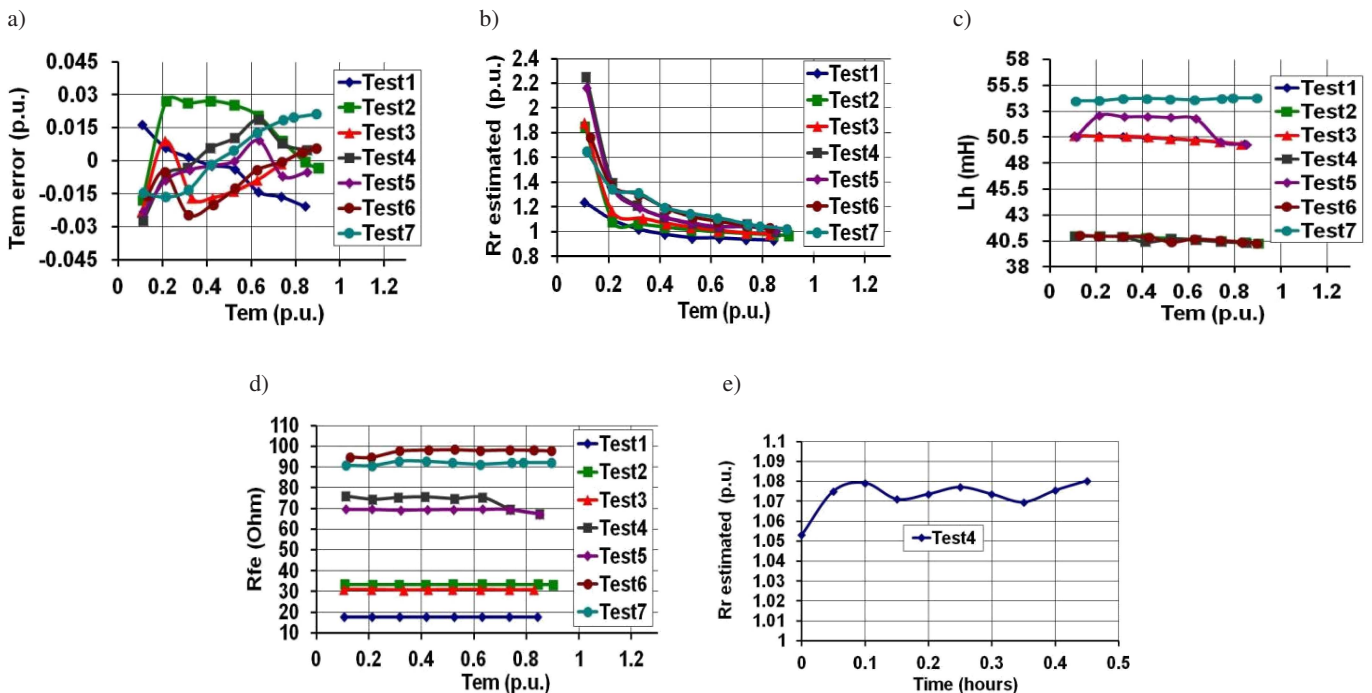 a)
b)
c)
Tem error (p.u.)
0.045
0.03
0.015
0
-0.015
-0.03
-0.045
0 0.2 0.4 0.6 0.8 1 1.2
Tem (p.u.)
Test1
Test2
Test3
Test4
Test5
Test6
Test7
Rr estimated (p.u.)
2.4
2.2
2
1.8
1.6
1.4
1.2
1
0.8
0 0.2 0.4 0.6 0.8 1 1.2
Tem (p.u.)
Test1
Test2
Test3
Test4
Test5
Test6
Test7
Lh (mH)
58
55.5
53
50.5
48
45.5
43
40.5
38
0 0.2 0.4 0.6 0.8 1 1.2
Tem (p.u.)
Test1
Test2
Test3
Test4
Test5
Test6
Test7
d)
e)
Rfe (Ohm)
110
100
90
80
70
60
50
40
30
20
10
0 0.2 0.4 0.6 0.8 1 1.2
Tem (p.u.)
Test1
Test2
Test3
Test4
Test5
Test6
Test7
Rr estimated (p.u.)
1.1
1.09
1.08
1.07
1.06
1.05
1.04
1.03
1.02
1.01
1
0 0.1 0.2 0.3 0.4 0.5
Time (hours)
Test4